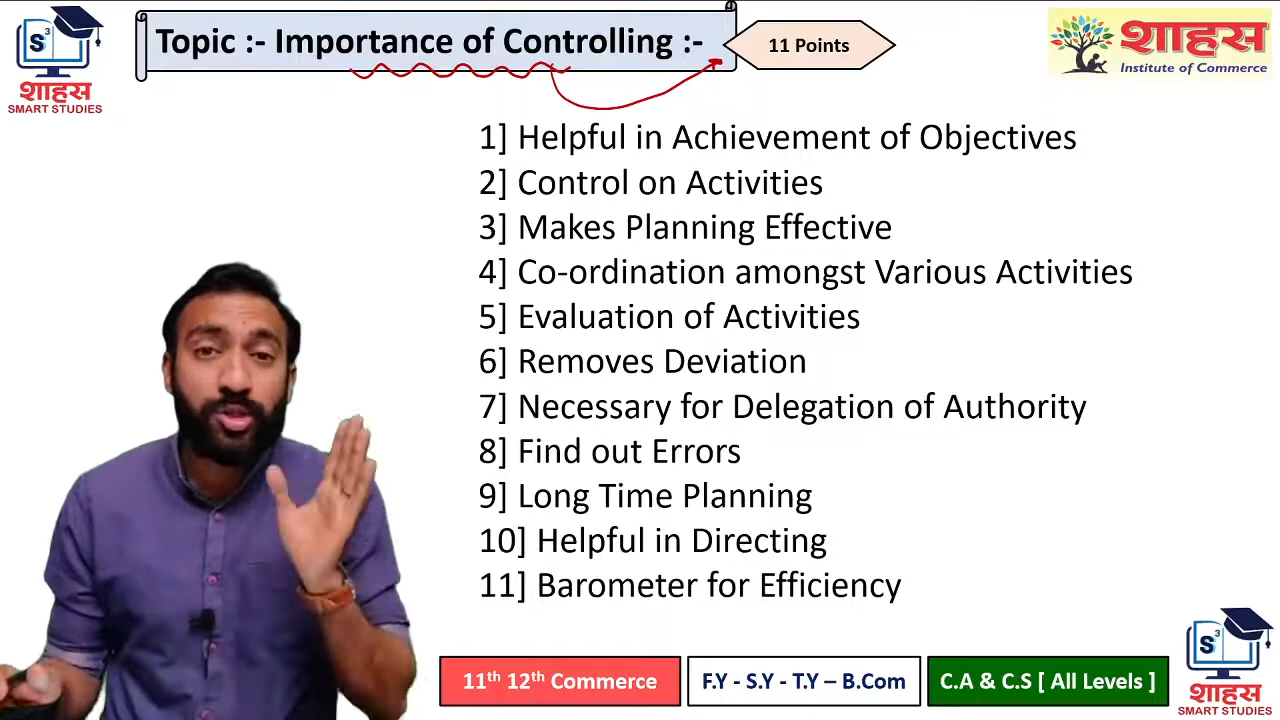 S³
शाहस
SMART STUDIES
Topic :- Importance of Controlling :-
11 Points
शाहस
Institute of Commerce
1] Helpful in Achievement of Objectives
2] Control on Activities
3] Makes Planning Effective
4] Co-ordination amongst Various Activities
5] Evaluation of Activities
6] Removes Deviation
7] Necessary for Delegation of Authority
8] Find out Errors
9] Long Time Planning
10] Helpful in Directing
11] Barometer for Efficiency
11th 12th Commerce
F.Y - S.Y - T.Y – B.Com
C.A & C.S [ All Levels ]
S³
शाहस
SMART STUDIES